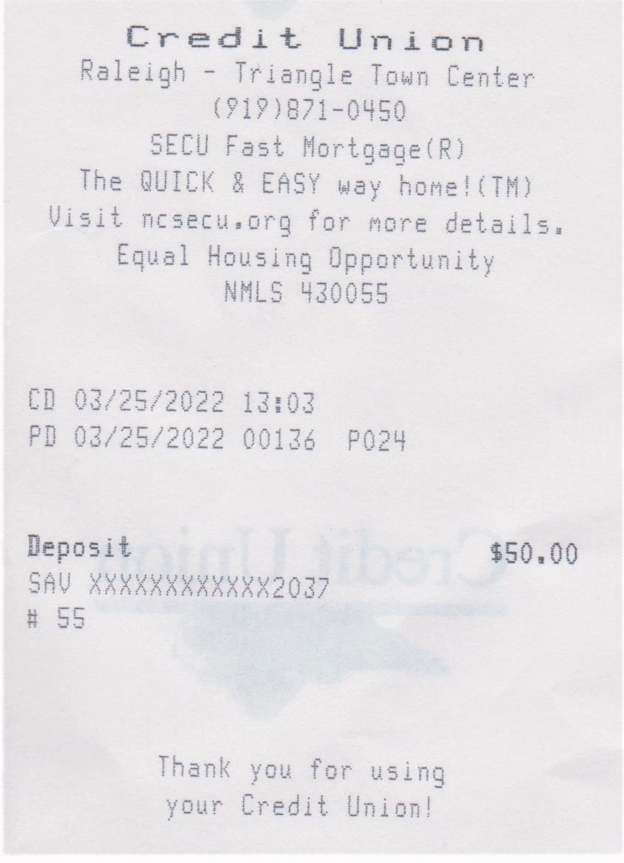 Credit Union
Raleigh - Triangle Town Center
(919)871-0450
SECU Fast Mortgage(R)
The QUICK & EASY way home!(TM)
Visit ncsecu.org for more details.
Equal Housing Opportunity
NMLS 430055
CD 03/25/2022 13:03
PD 03/25/2022 00136 P024
Credit Union
Deposit $50.00
SAV XXXXXXXXXXXX2037
# 55
Thank you for using
your Credit Union!